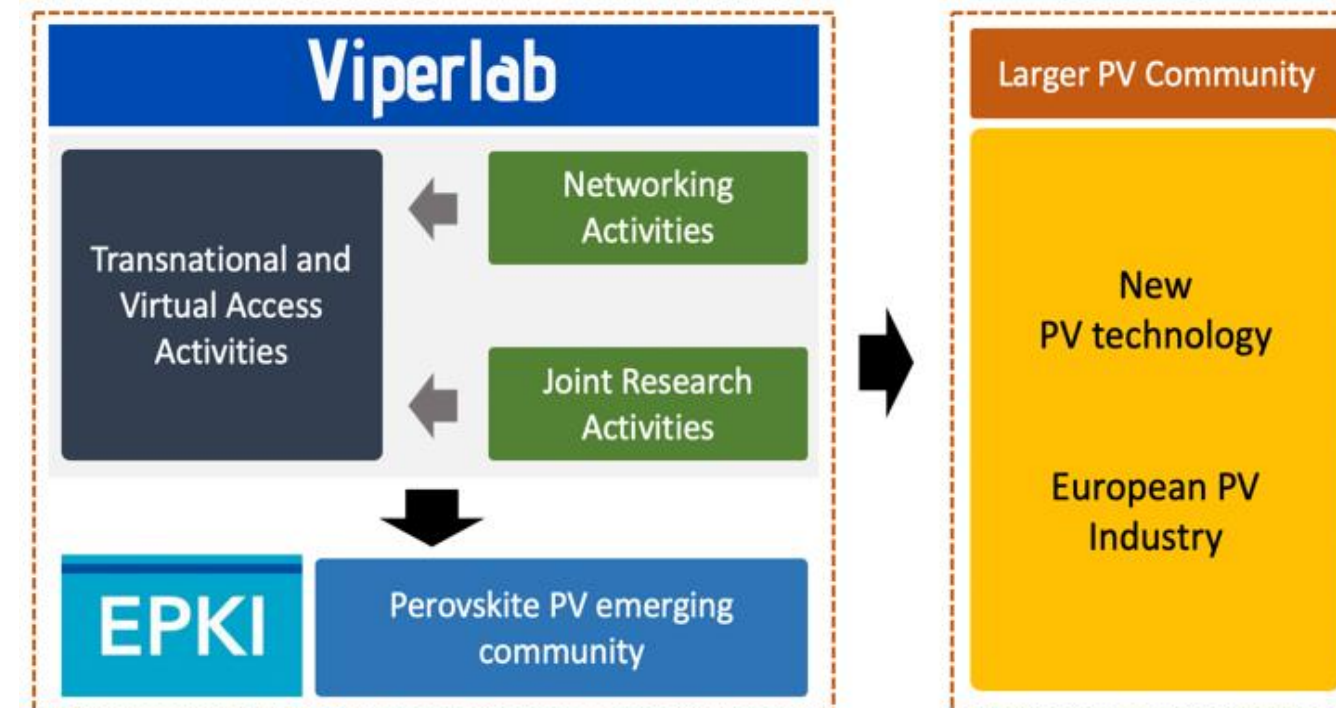 Viperlab
Transnational and
Virtual Access
Activities
Networking
Activities
Joint Research
Activities
EPKI
Perovskite PV emerging
community
Larger PV Community
New
PV technology
European PV
Industry